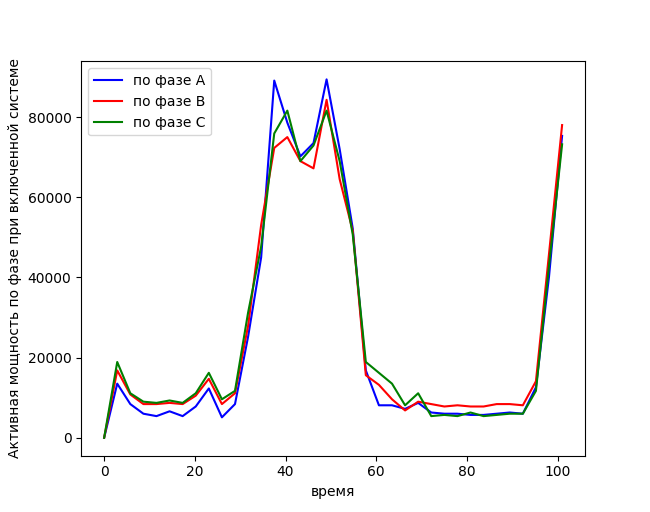 по фазе A
по фазе B
по фазе C
Активная мощность по фазе при включенной системе
80000
60000
40000
20000
0
0 20 40 60 80 100
время